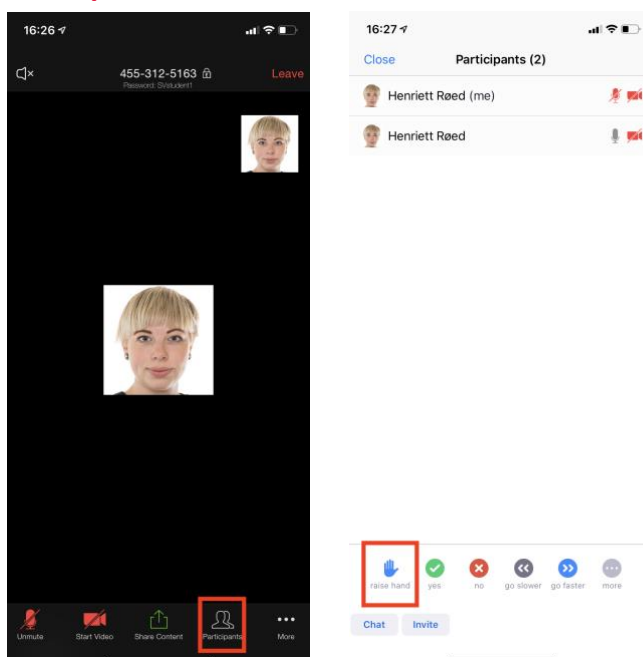 16:26
455-312-5163
Leave
Password: SVstudent1
Unmute
Start Video
Share Content
Participants
More
16:27
Close
Participants (2)
Henriett Røed (me)
Henriett Røed
raise hand
yes
no
go slower
go faster
more
Chat
Invite